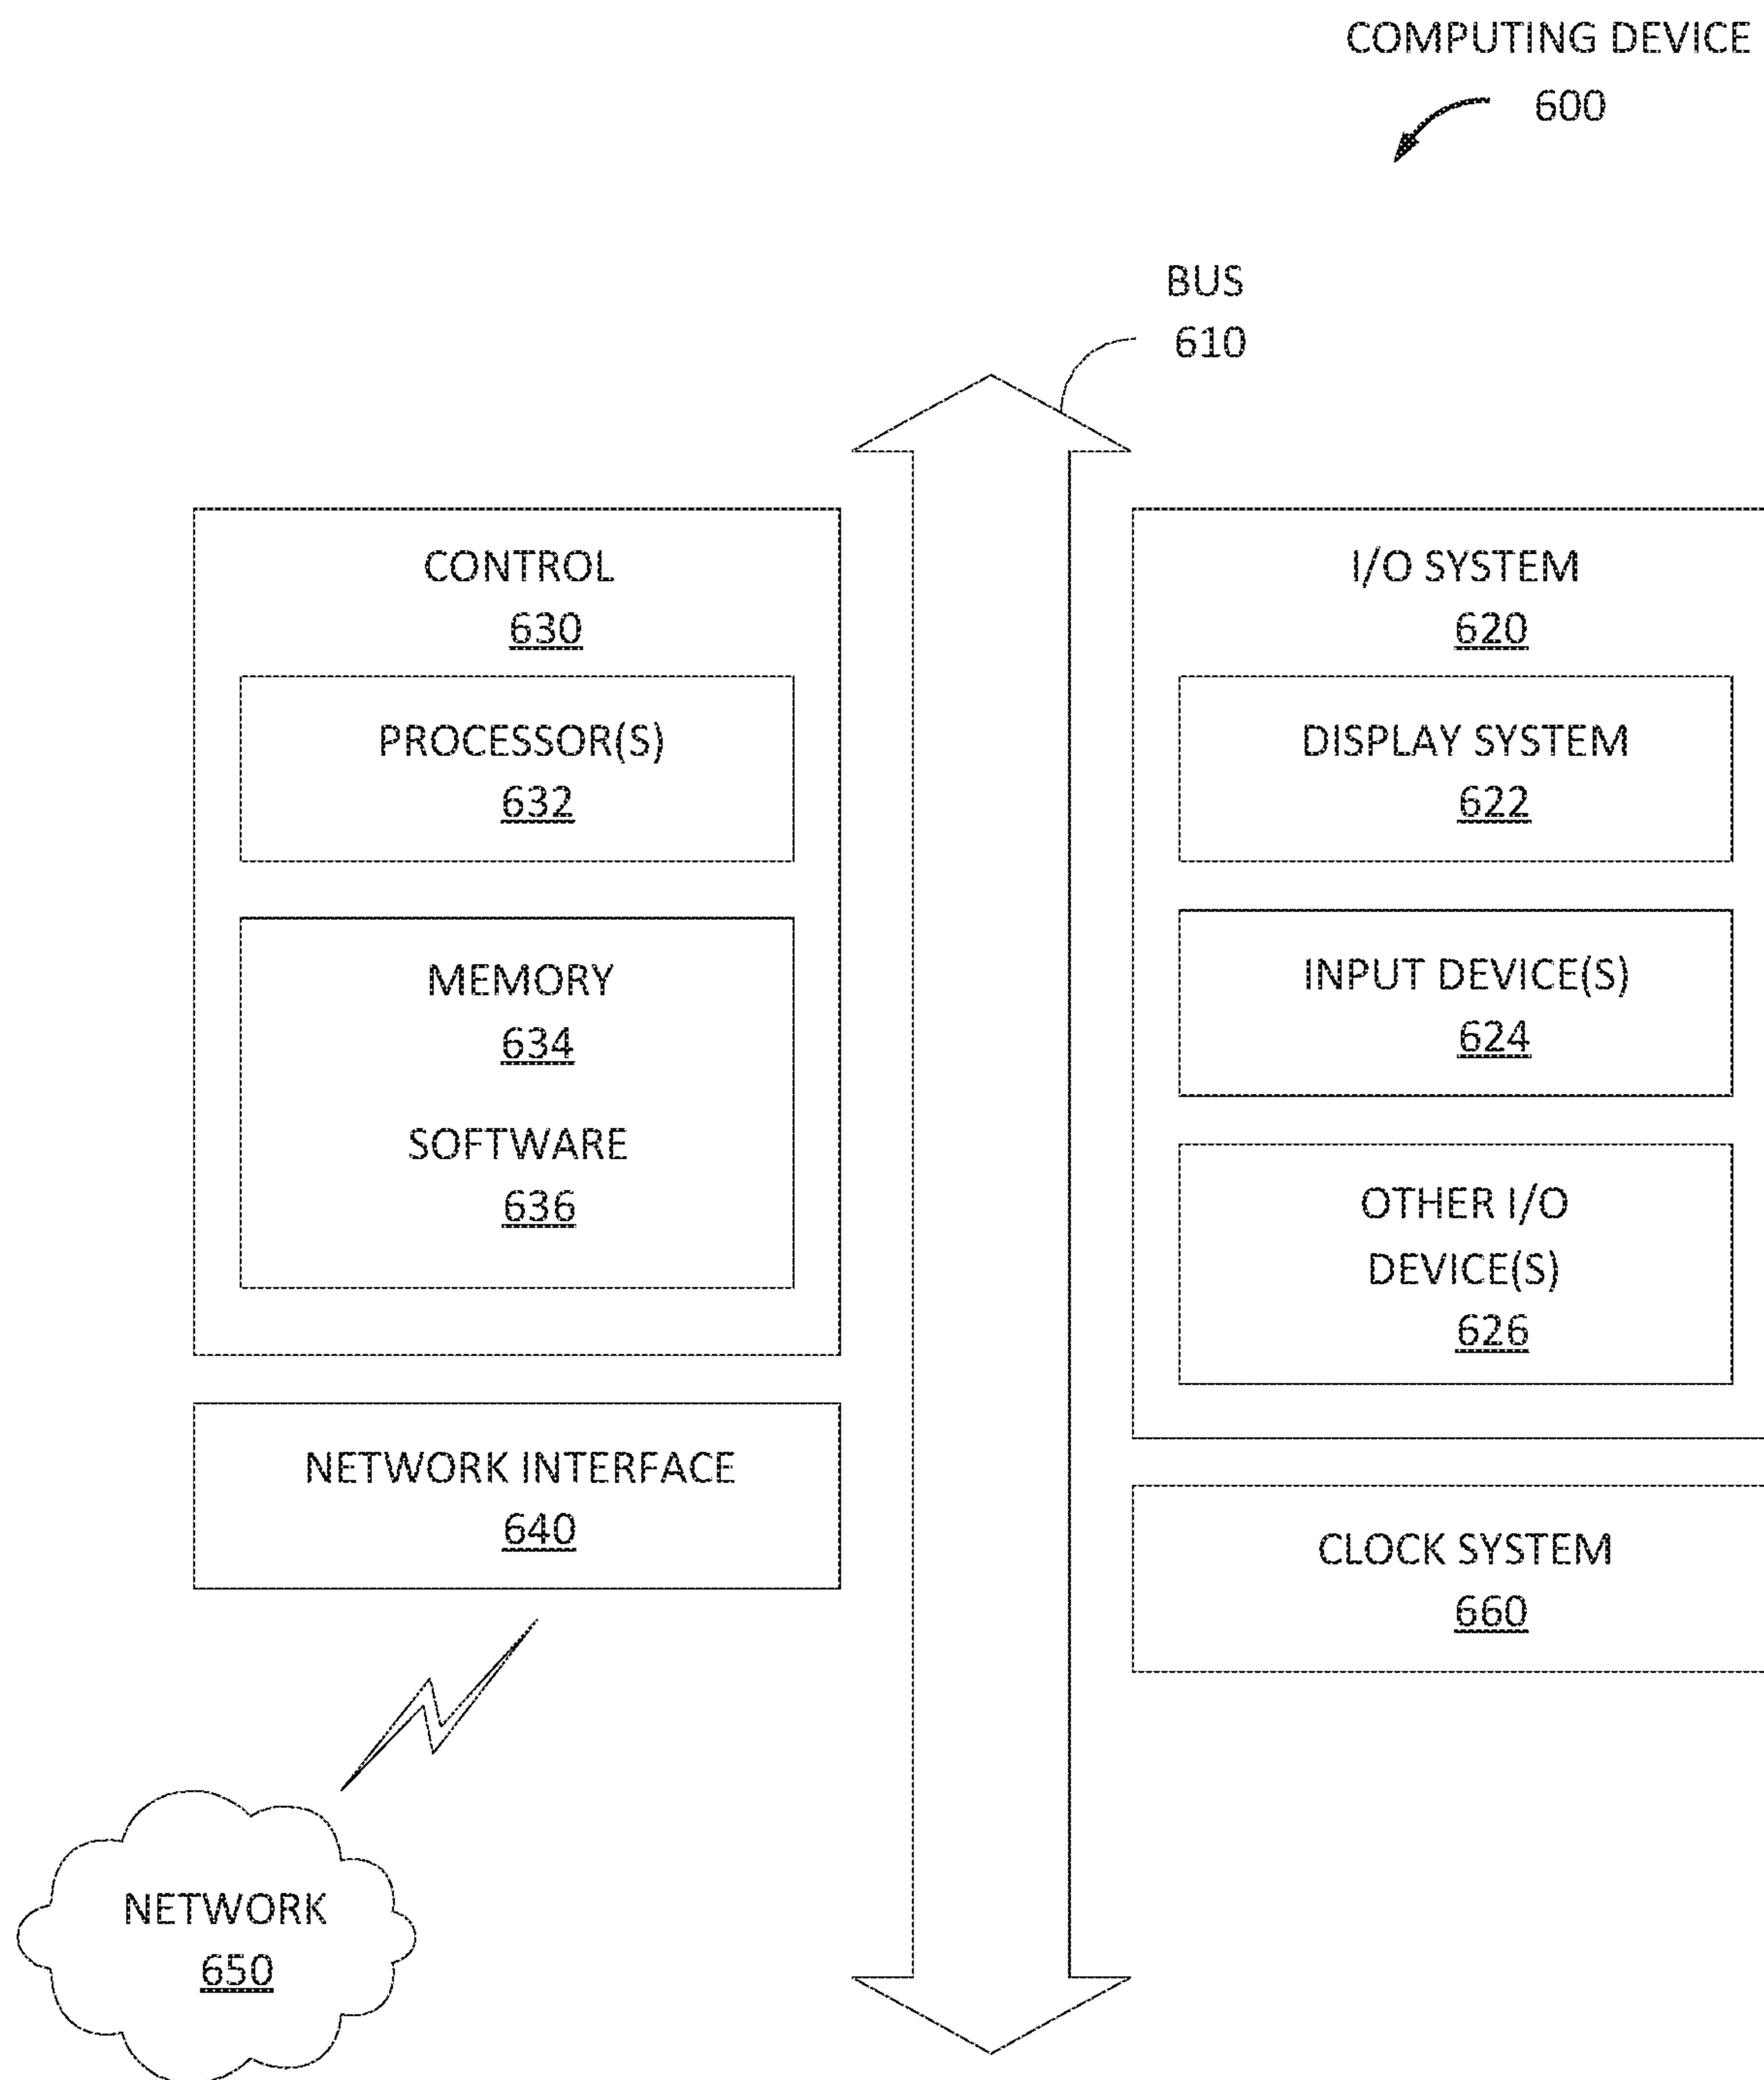 COMPUTING DEVICE
600
BUS
610
CONTROL
630
PROCESSOR(S)
632
MEMORY
634
SOFTWARE
636
NETWORK INTERFACE
640
NETWORK
650
I/O SYSTEM
620
DISPLAY SYSTEM
622
INPUT DEVICE(S)
624
OTHER I/O
DEVICE(S)
626
CLOCK SYSTEM
660